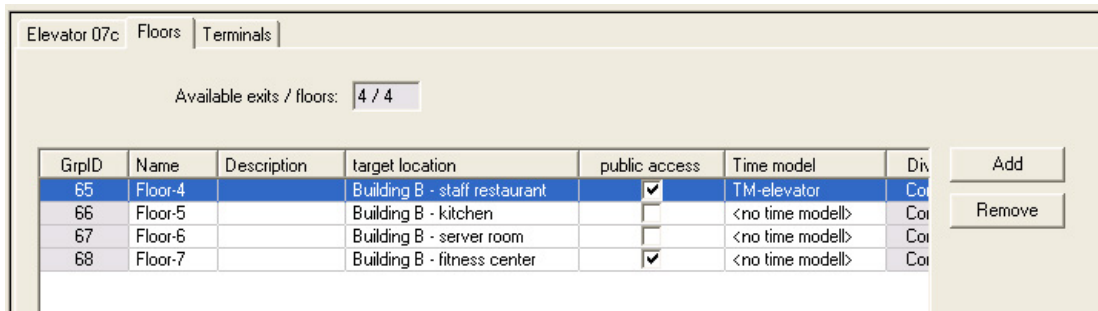 Elevator 07c Floors Terminals
Available exits / floors: 4 / 4
GrpID Name Description target location public access Time model Div Add
65 Floor-4 Building B - staff restaurant TM-elevator Cor
66 Floor-5 Building B - kitchen <no time modell> Cor Remove
67 Floor-6 Building B - server room <no time modell> Cor
68 Floor-7 Building B - fitness center <no time modell> Cor